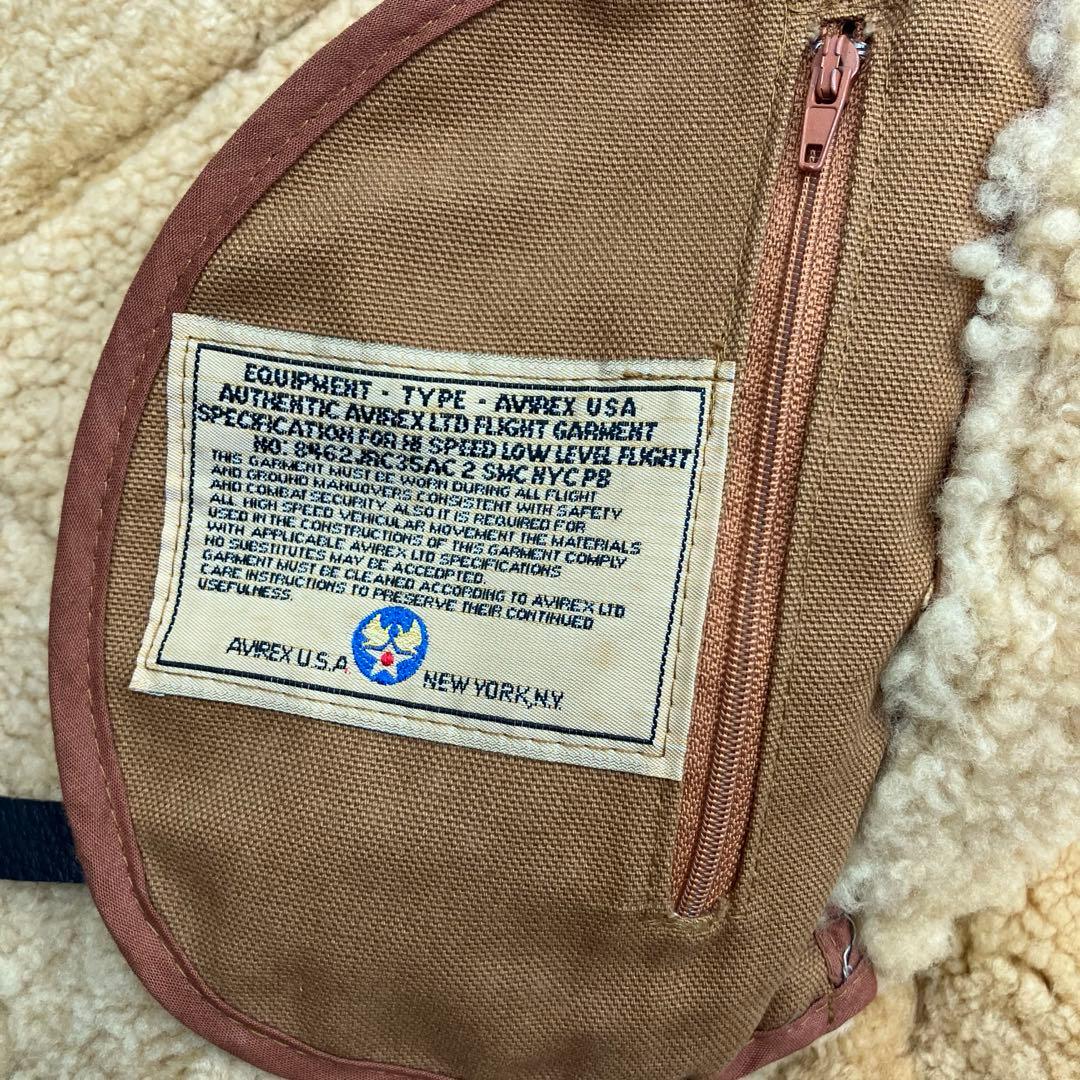 EQUIPMENT - TYPE - AVIREX USA
AUTHENTIC AVIREX LTD FLIGHT GARMENT
SPECIFICATION FOR HI SPEED LOW LEVEL FLIGHT
NO. 8462 JRC35AC 2 SMC NYC PB
THIS GARMENT MUST BE WORN DURING ALL FLIGHT
AND GROUND MANUOVERS CONSISTENT WITH SAFETY
AND COMBAT SECURITY. ALSO IT IS REQUIRED FOR
ALL HIGH SPEED VEHICULAR MOVEMENT THE MATERIALS
USED IN THE CONSTRUCTIONS OF THIS GARMENT COMPLY
WITH APPLICABLE AVIREX LTD SPECIFICATIONS
NO SUBSTITUTES MAY BE ACCEDPTED.
GARMENT MUST BE CLEANED ACCORDING TO AVIREX LTD
CARE INSTRUCTIONS TO PRESERVE THEIR CONTINUED
USEFULNESS.
AVIREX U.S.A. NEW YORK, N.Y.